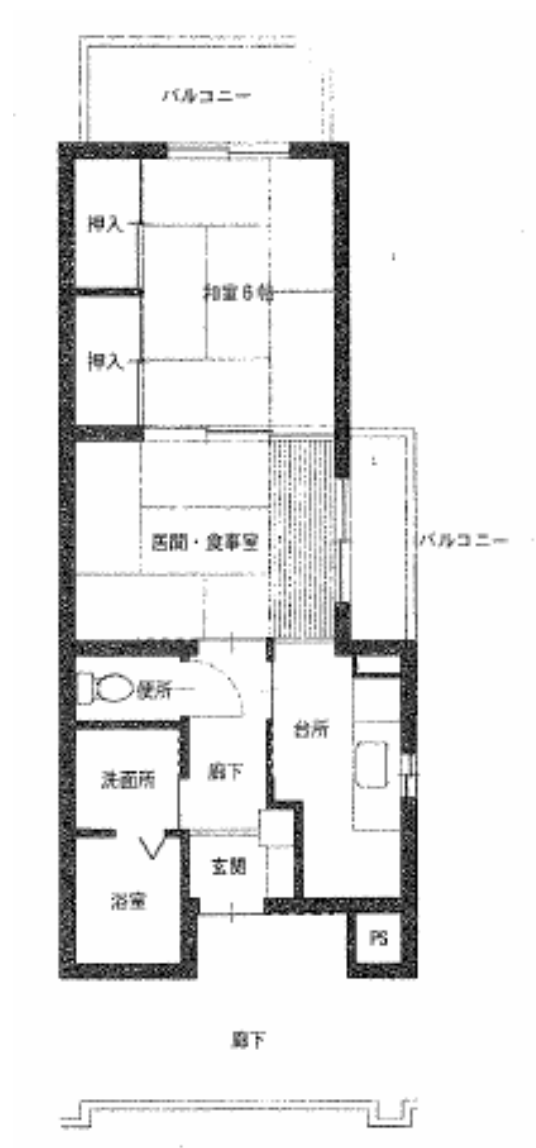 バルコニー
押入
和室6帖
押入
居間・食事室
バルコニー
便所
台所
洗面所
廊下
玄関
浴室
PS
廊下